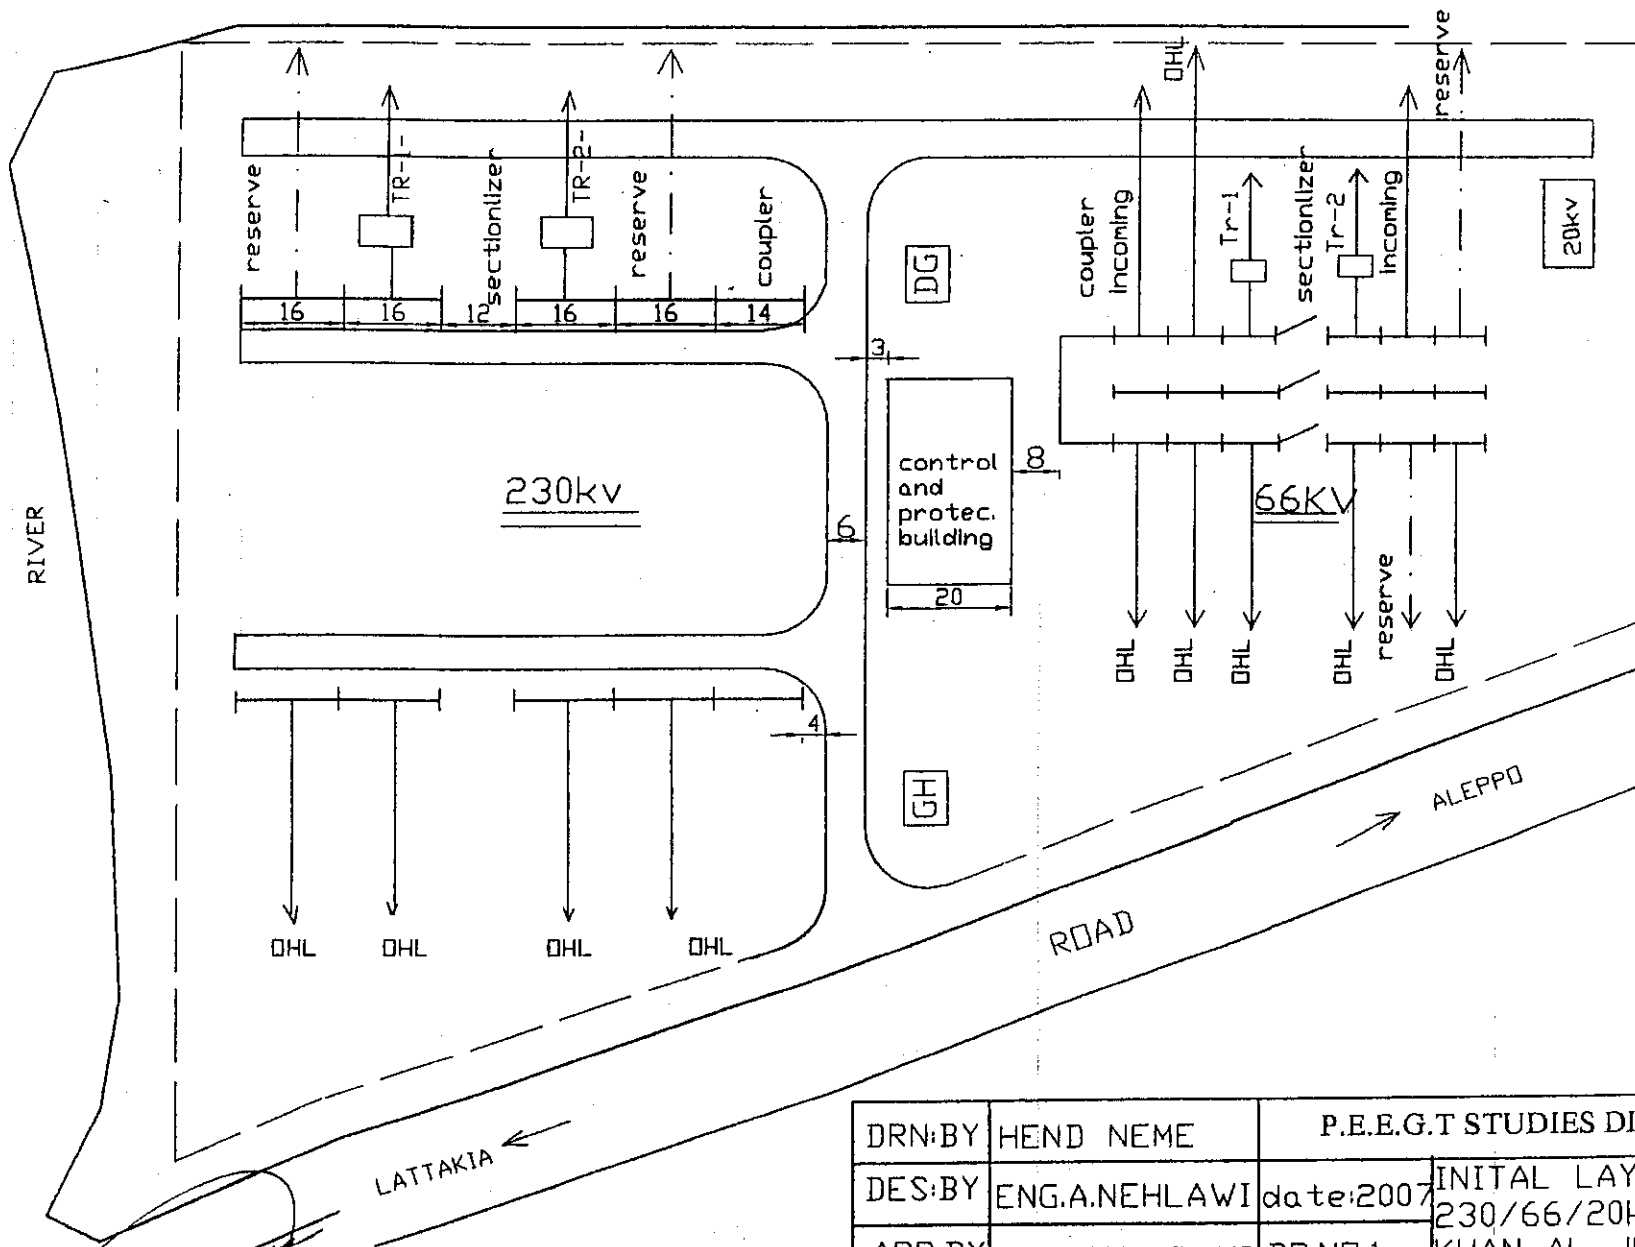 OHL
reserve
reserve
TR-1-
sectionlizer
TR-2-
reserve
coupler
coupler
incoming
Tr-1
sectionlizer
Tr-2
incoming
20kv
DG
16
16
12
16
16
14
3
control
and
protec.
building
8
230kv
66KV
6
20
RIVER
OHL
OHL
OHL
OHL
reserve
OHL
4
GH
OHL
OHL
OHL
OHL
ALEPPO
ROAD
LATTAKIA
DRN:BY HEND NEME P.E.E.G.T STUDIES DI
DES:BY ENG.A.NEHLAWI date:2007 INITAL LAY
230/66/20